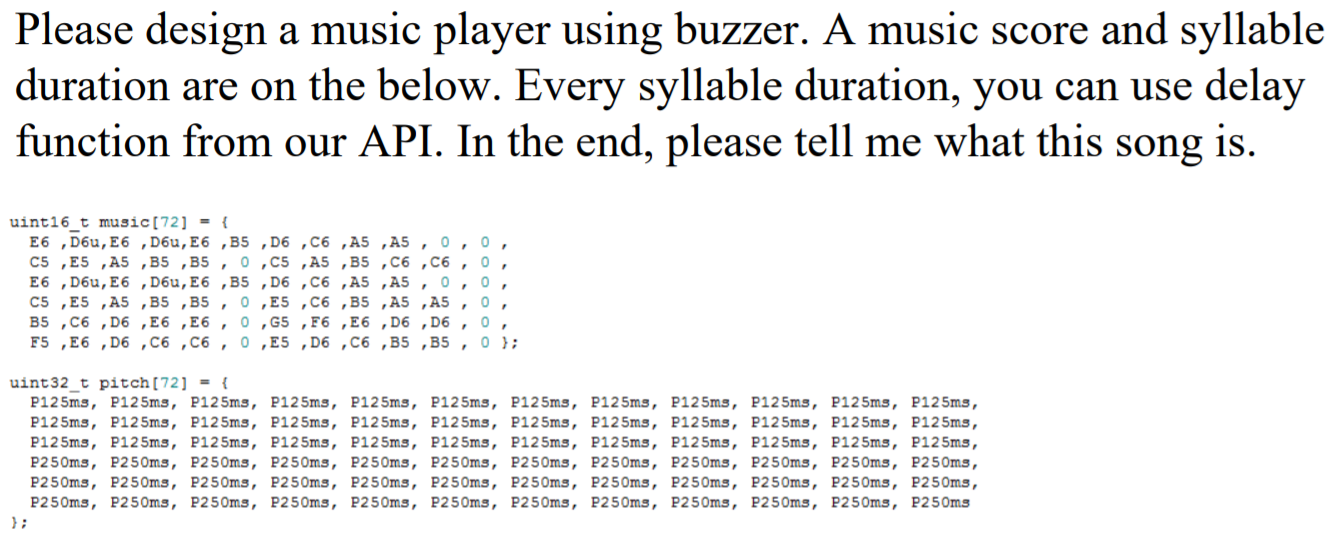 Please design a music player using buzzer. A music score and syllable
duration are on the below. Every syllable duration, you can use delay
function from our API. In the end, please tell me what this song is.
uint16_t music[72] = {
E6 ,D6u,E6 ,D6u,E6 ,B5 ,D6 ,C6 ,A5 ,A5 , 0 , 0 ,
C5 ,E5 ,A5 ,B5 ,B5 , 0 ,C5 ,A5 ,B5 ,C6 ,C6 , 0 ,
E6 ,D6u,E6 ,D6u,E6 ,B5 ,D6 ,C6 ,A5 ,A5 , 0 , 0 ,
C5 ,E5 ,A5 ,B5 ,B5 , 0 ,E5 ,C6 ,B5 ,A5 ,A5 , 0 ,
B5 ,C6 ,D6 ,E6 ,E6 , 0 ,G5 ,F6 ,E6 ,D6 ,D6 , 0 ,
F5 ,E6 ,D6 ,C6 ,C6 , 0 ,E5 ,D6 ,C6 ,B5 ,B5 , 0 };
uint32_t pitch[72] = {
P125ms, P125ms, P125ms, P125ms, P125ms, P125ms, P125ms, P125ms, P125ms, P125ms, P125ms, P125ms,
P125ms, P125ms, P125ms, P125ms, P125ms, P125ms, P125ms, P125ms, P125ms, P125ms, P125ms, P125ms,
P125ms, P125ms, P125ms, P125ms, P125ms, P125ms, P125ms, P125ms, P125ms, P125ms, P125ms, P125ms,
P250ms, P250ms, P250ms, P250ms, P250ms, P250ms, P250ms, P250ms, P250ms, P250ms, P250ms, P250ms,
P250ms, P250ms, P250ms, P250ms, P250ms, P250ms, P250ms, P250ms, P250ms, P250ms, P250ms, P250ms,
P250ms, P250ms, P250ms, P250ms, P250ms, P250ms, P250ms, P250ms, P250ms, P250ms, P250ms, P250ms
};